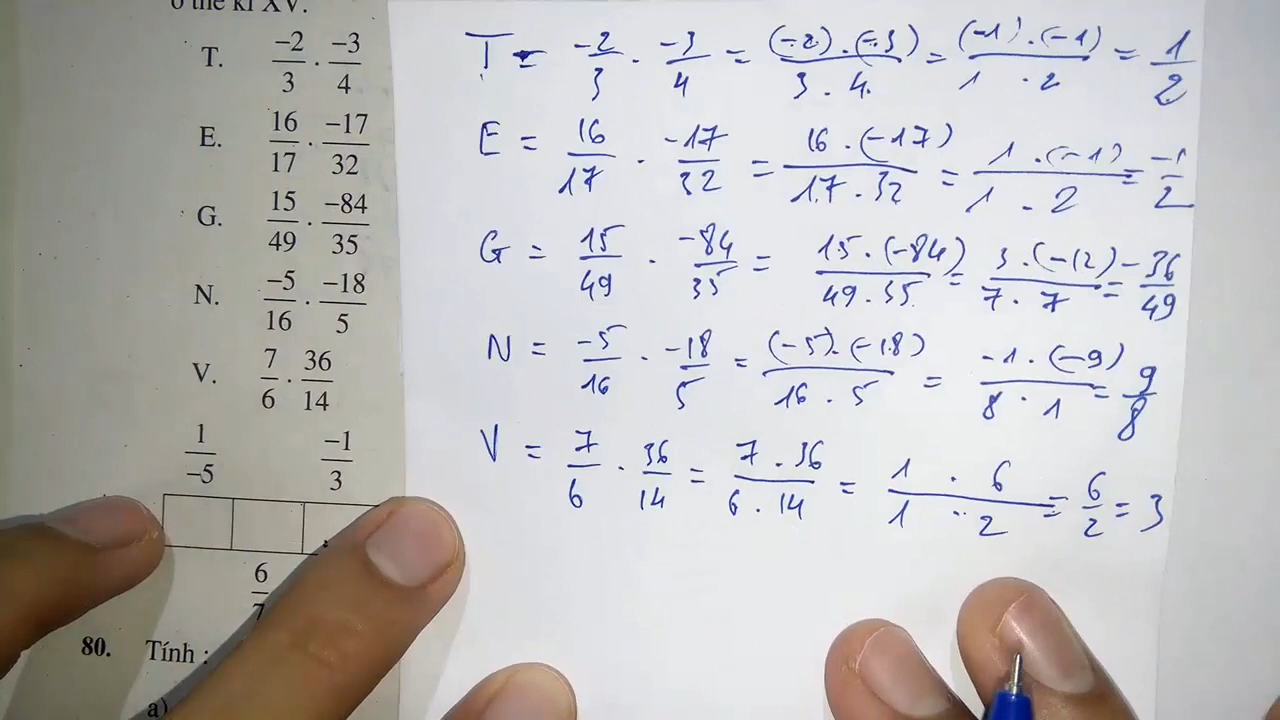 ở thế kỉ XV.
T. -2/3 . -3/4
E. 16/17 . -17/32
G. 15/49 . -84/35
N. -5/16 . -18/5
V. 7/6 . 36/14
1/-5 -1/3
6/7
80. Tính :
a)
T = -2/3 . -3/4 = (-2) . (-3)/3 . 4 = (-1) . (-1)/1 . 2 = 1/2
E = 16/17 . -17/32 = 16 . (-17)/17 . 32 = 1 . (-1)/1 . 2 = -1/2
G = 15/49 . -84/35 = 15 . (-84)/49 . 35 = 3 . (-12)/7 . 7 = -36/49
N = -5/16 . -18/5 = (-5) . (-18)/16 . 5 = -1 . (-9)/8 . 1 = 9/8
V = 7/6 . 36/14 = 7 . 36/6 . 14 = 1 . 6/1 . 2 = 6/2 = 3